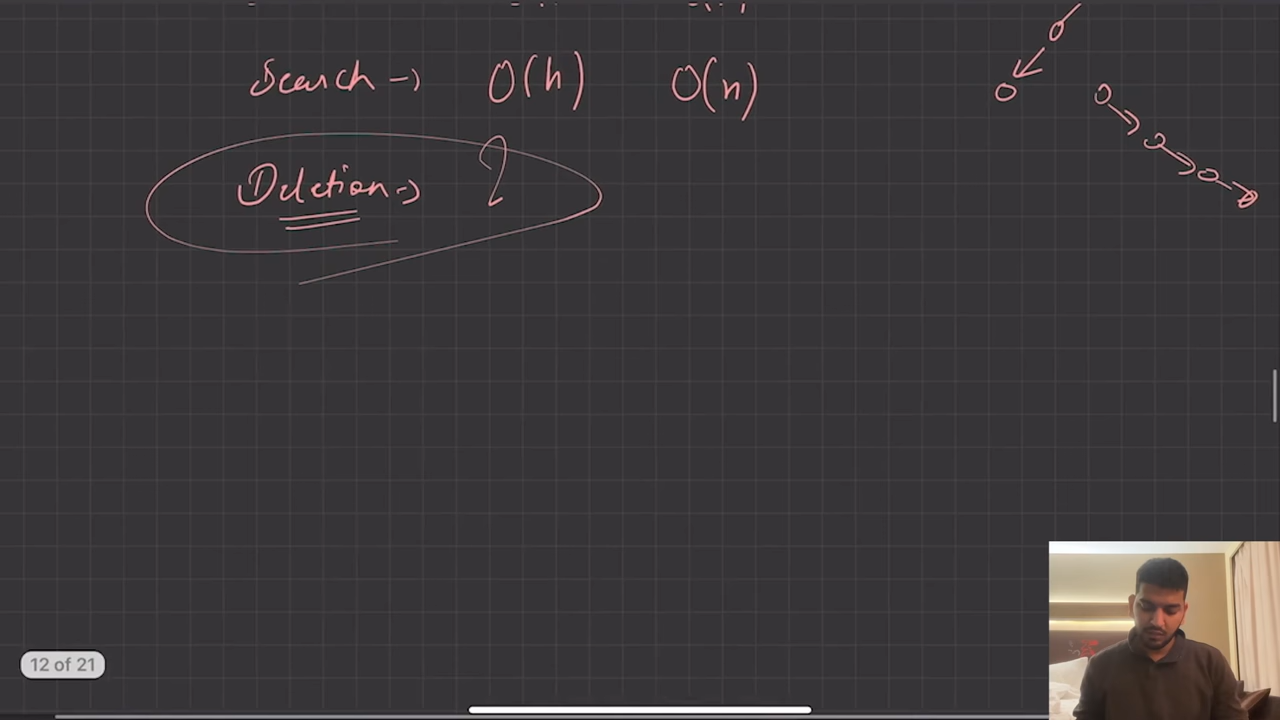 Search → O(h) O(n)
Deletion → ?
12 of 21